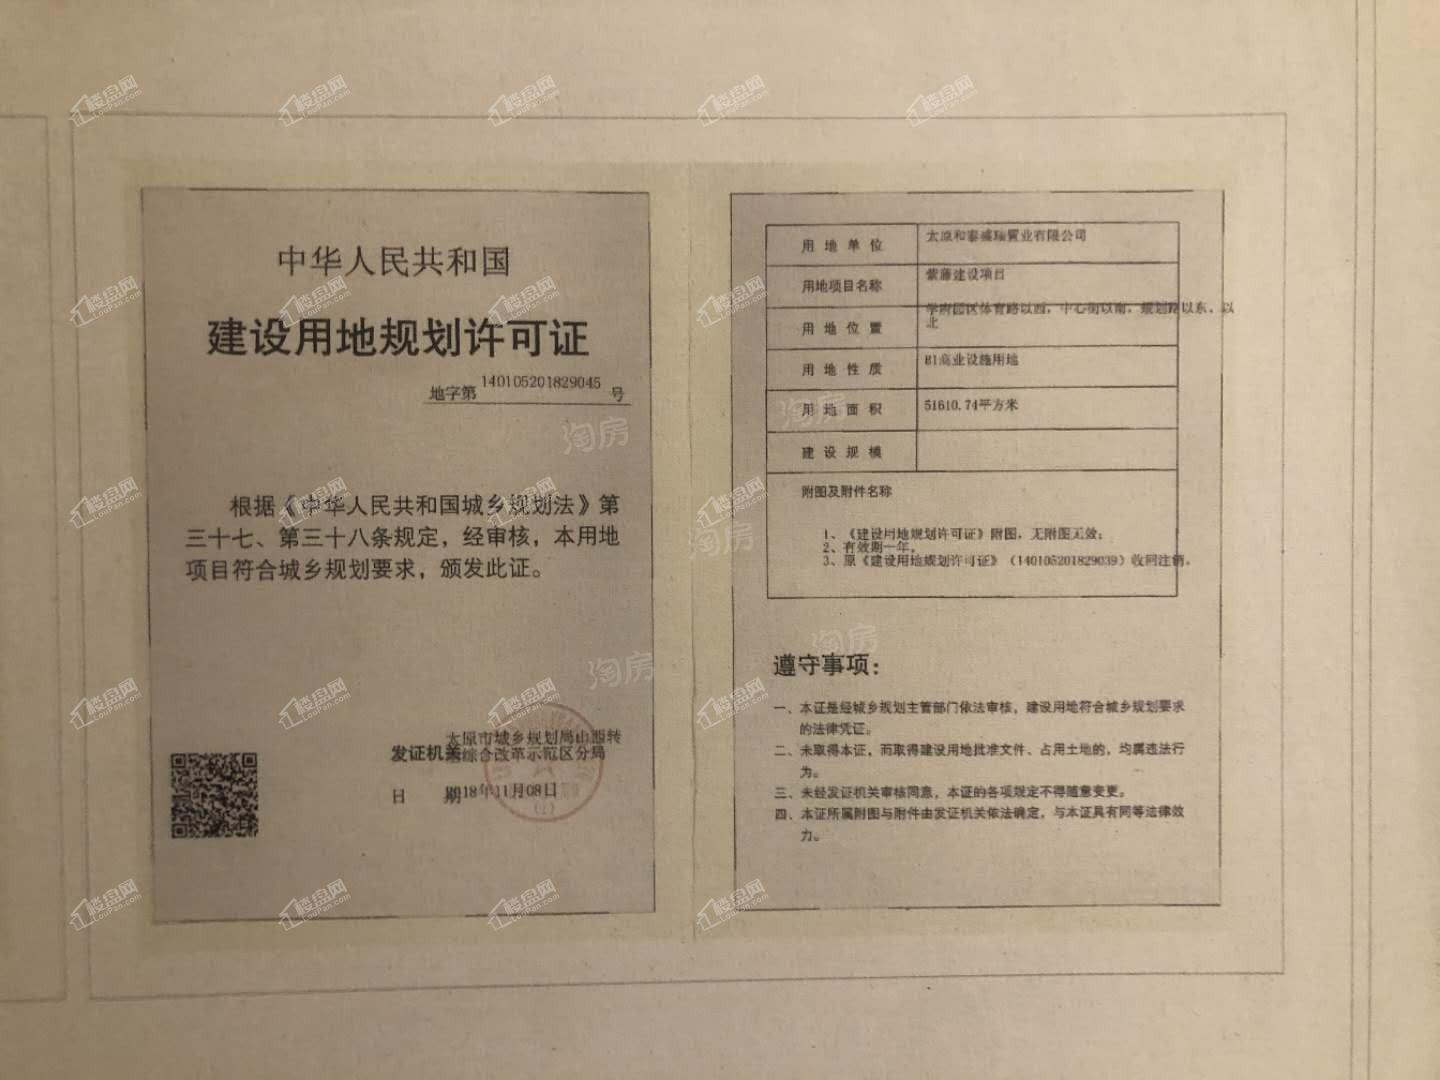 中华人民共和国
建设用地规划许可证
地字第 140105201829045 号
根据《中华人民共和国城乡规划法》第
三十七、第三十八条规定，经审核，本用地
项目符合城乡规划要求，颁发此证。
太原市城乡规划局山西转
发证机关 综合改革示范区分局
日 期 2018年11月08日
用地单位 太原和泰盛瑞置业有限公司
用地项目名称 紫藤建设项目
用地位置 学府园区体育路以西，中心街以南，规划路以东，以
北
用地性质 B1商业设施用地
用地面积 51610.74平方米
建设规模
附图及附件名称
1、《建设用地规划许可证》附图，无附图无效；
2、有效期一年。
3、原《建设用地规划许可证》（140105201829039）收回注销。
遵守事项：
一、本证是经城乡规划主管部门依法审核，建设用地符合城乡规划要求
的法律凭证。
二、未取得本证，而取得建设用地批准文件、占用土地的，均属违法行
为。
三、未经发证机关审核同意，本证的各项规定不得随意变更。
四、本证所属附图与附件由发证机关依法确定，与本证具有同等法律效
力。
楼盘网
LouPan.com
淘房